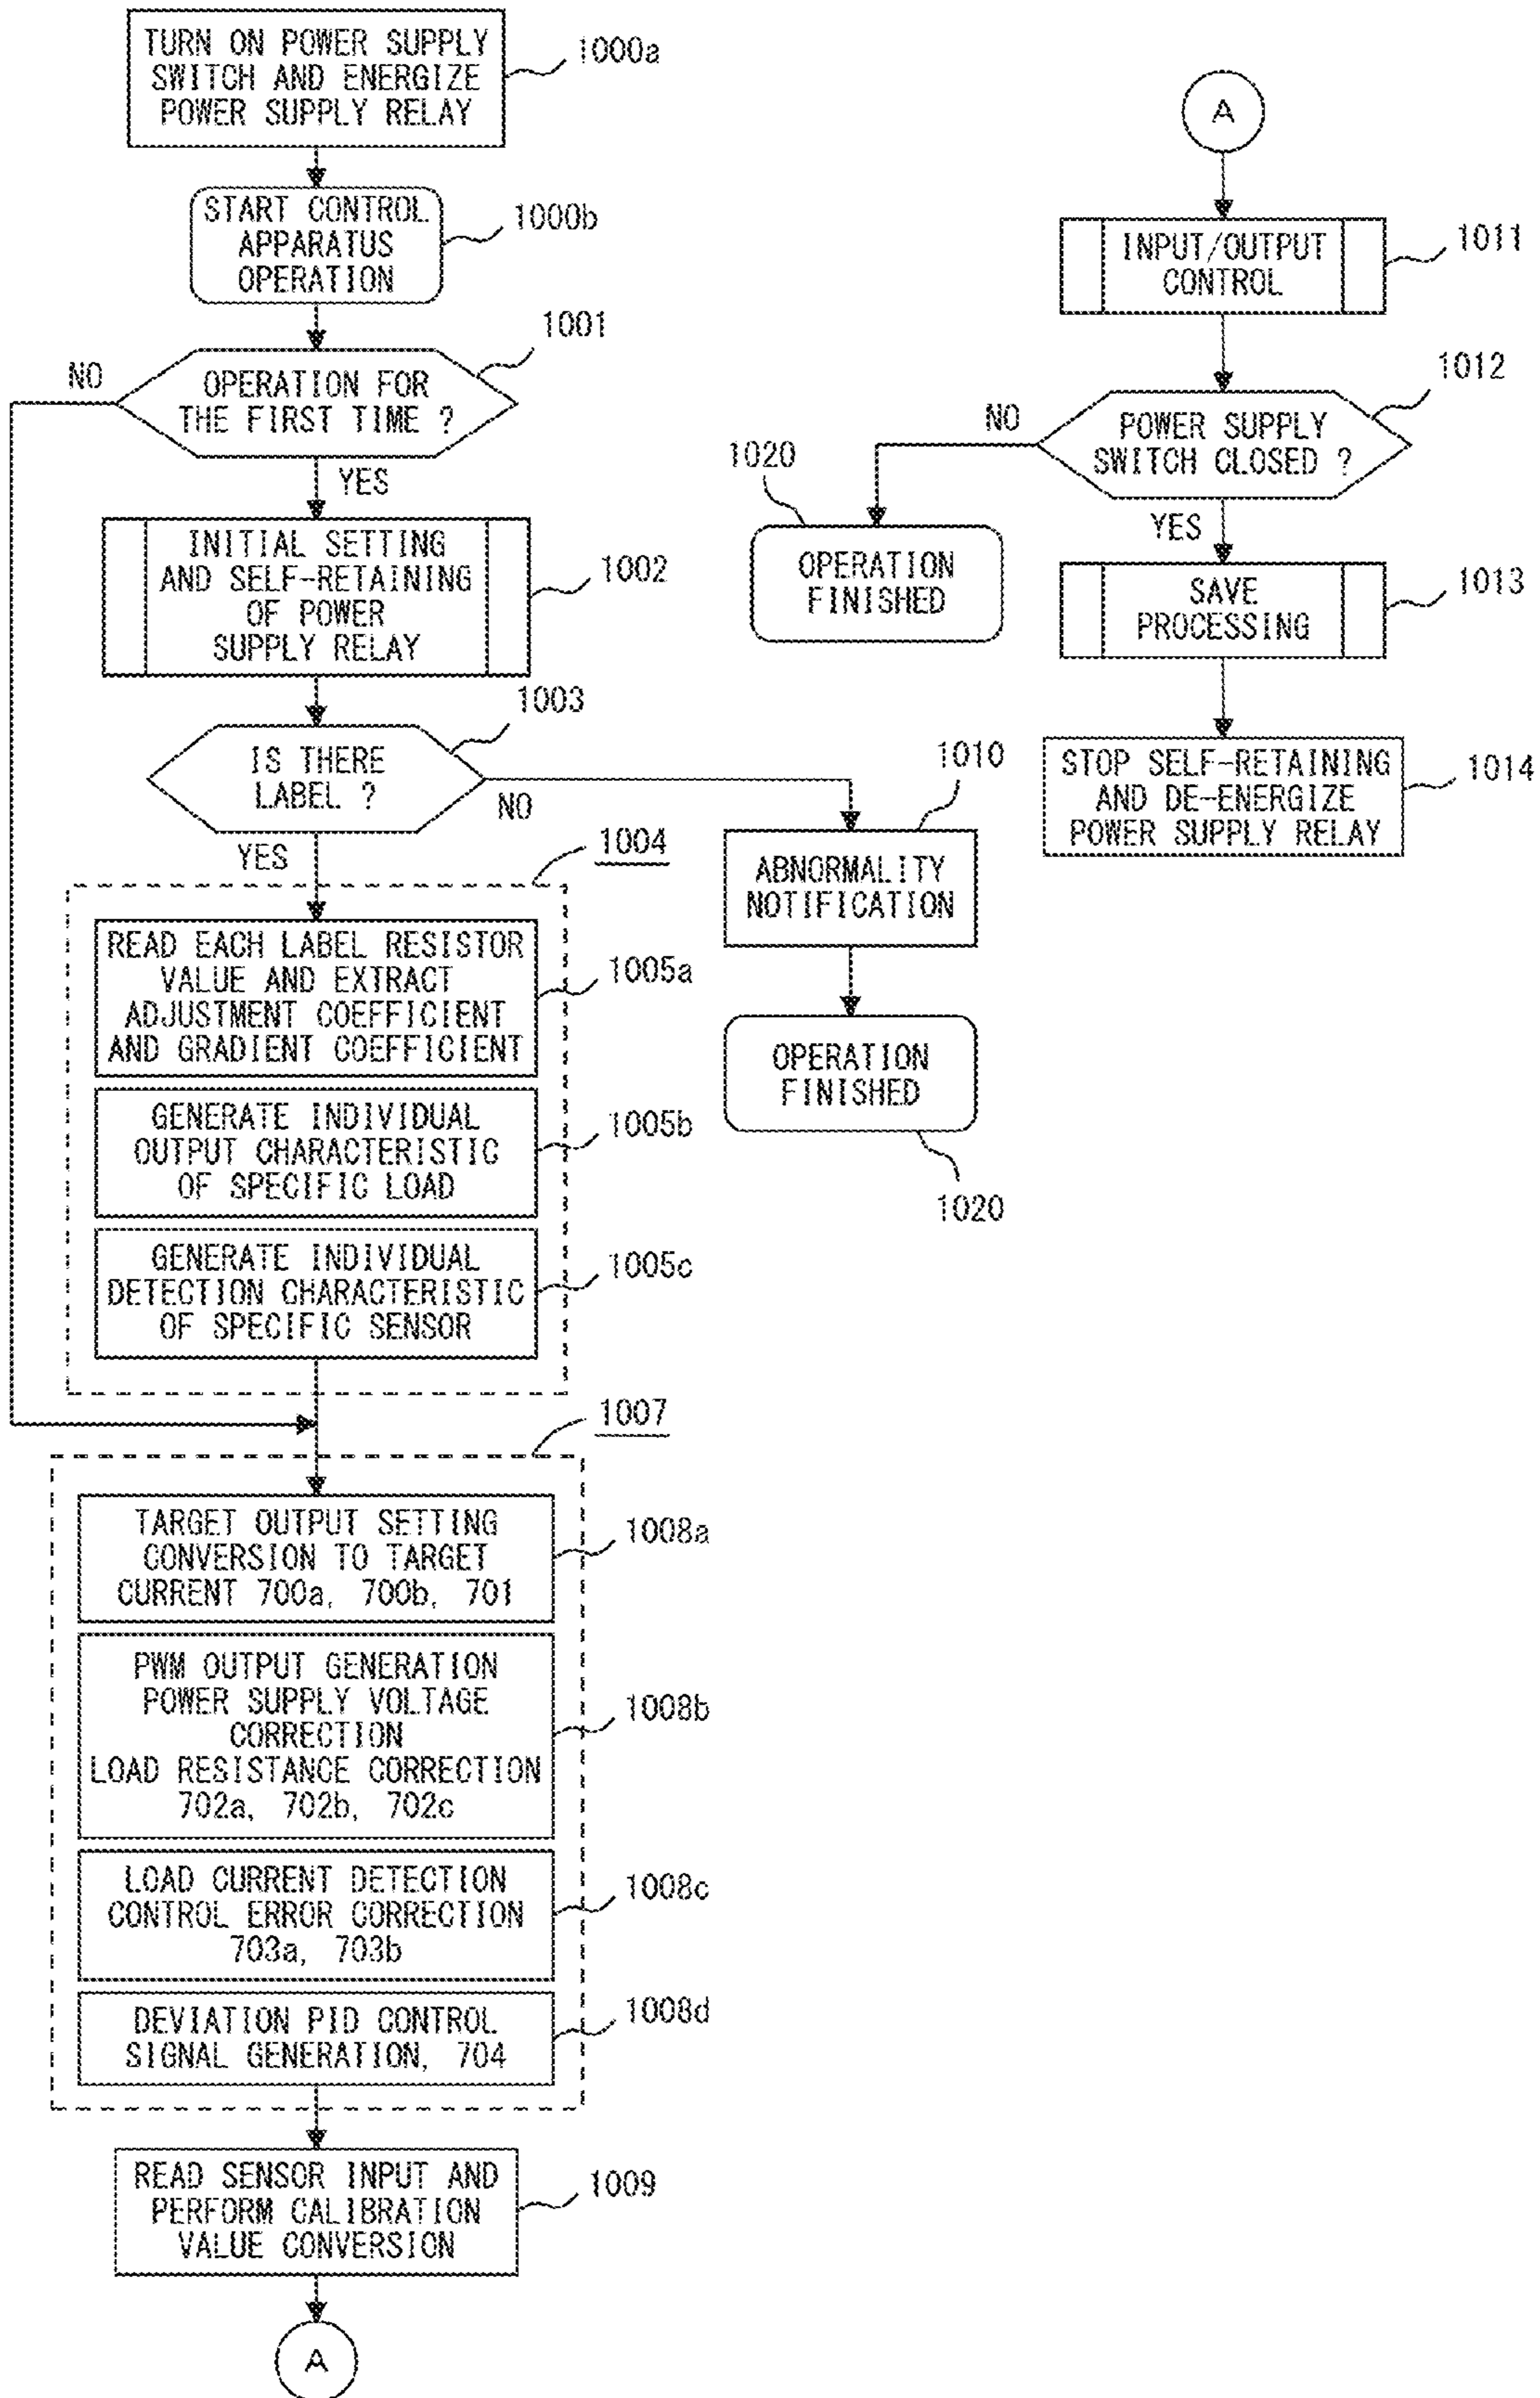 TURN ON POWER SUPPLY
SWITCH AND ENERGIZE
POWER SUPPLY RELAY
1000a
START CONTROL
APPARATUS
OPERATION
1000b
1001
NO
OPERATION FOR
THE FIRST TIME ?
YES
INITIAL SETTING
AND SELF-RETAINING
OF POWER
SUPPLY RELAY
1002
1003
IS THERE
LABEL ?
NO
YES
1004
READ EACH LABEL RESISTOR
VALUE AND EXTRACT
ADJUSTMENT COEFFICIENT
AND GRADIENT COEFFICIENT
1005a
GENERATE INDIVIDUAL
OUTPUT CHARACTERISTIC
OF SPECIFIC LOAD
1005b
GENERATE INDIVIDUAL
DETECTION CHARACTERISTIC
OF SPECIFIC SENSOR
1005c
1010
ABNORMALITY
NOTIFICATION
OPERATION
FINISHED
1020
1007
TARGET OUTPUT SETTING
CONVERSION TO TARGET
CURRENT 700a, 700b, 701
1008a
PWM OUTPUT GENERATION
POWER SUPPLY VOLTAGE
CORRECTION
LOAD RESISTANCE CORRECTION
702a, 702b, 702c
1008b
LOAD CURRENT DETECTION
CONTROL ERROR CORRECTION
703a, 703b
1008c
DEVIATION PID CONTROL
SIGNAL GENERATION, 704
1008d
READ SENSOR INPUT AND
PERFORM CALIBRATION
VALUE CONVERSION
1009
A
A
INPUT/OUTPUT
CONTROL
1011
1012
NO
POWER SUPPLY
SWITCH CLOSED ?
1020
OPERATION
FINISHED
YES
SAVE
PROCESSING
1013
STOP SELF-RETAINING
AND DE-ENERGIZE
POWER SUPPLY RELAY
1014